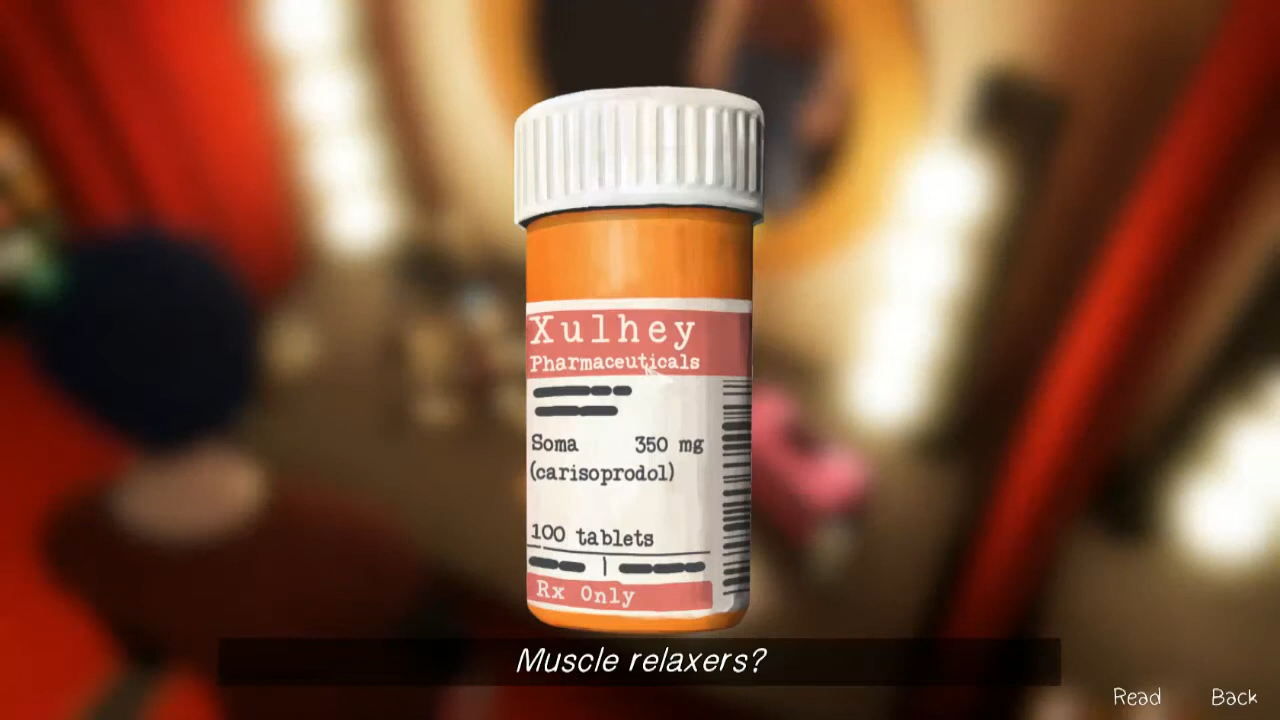 Xulhey
Pharmaceuticals
Soma 350 mg
(carisoprodol)
100 tablets
Rx Only
Muscle relaxers?
Read Back